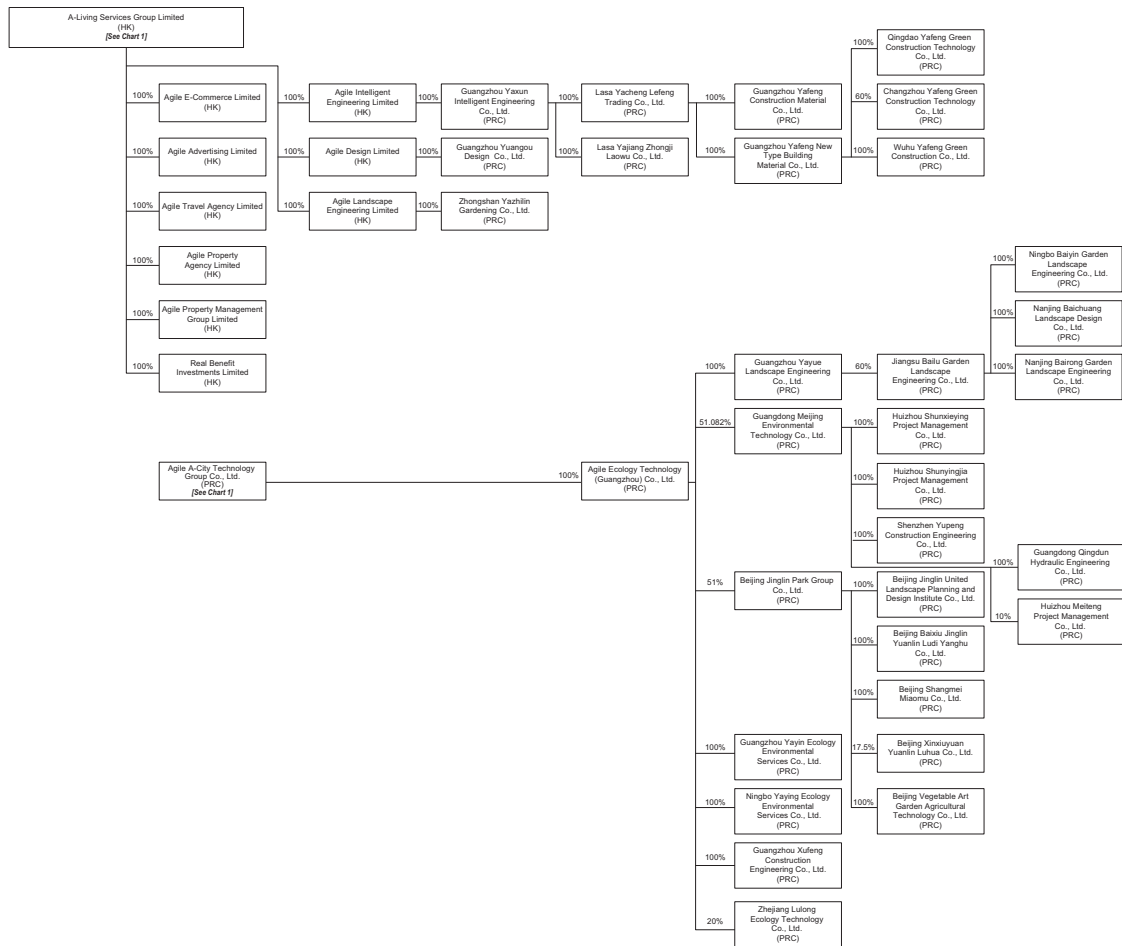 A-Living Services Group Limited
(HK)
[See Chart 1]
100%
Qingdao Yafeng Green
Construction Technology
Co., Ltd.
(PRC)
100%
Agile E-Commerce Limited
(HK)
100%
Agile Intelligent
Engineering Limited
(HK)
100%
Guangzhou Yaxun
Intelligent Engineering
Co., Ltd.
(PRC)
100%
Lasa Yacheng Lefeng
Trading Co., Ltd.
(PRC)
100%
Guangzhou Yafeng
Construction Material
Co., Ltd.
(PRC)
60%
Changzhou Yafeng Green
Construction Technology
Co., Ltd.
(PRC)
100%
Agile Advertising Limited
(HK)
100%
Agile Design Limited
(HK)
100%
Guangzhou Yuangou
Design Co., Ltd.
(PRC)
100%
Lasa Yajiang Zhongji
Laowu Co., Ltd.
(PRC)
100%
Guangzhou Yafeng New
Type Building
Material Co., Ltd.
(PRC)
100%
Wuhu Yafeng Green
Construction Co., Ltd.
(PRC)
100%
Agile Travel Agency Limited
(HK)
100%
Agile Landscape
Engineering Limited
(HK)
100%
Zhongshan Yazhilin
Gardening Co., Ltd.
(PRC)
100%
Agile Property
Agency Limited
(HK)
100%
Ningbo Baiyin Garden
Landscape
Engineering Co., Ltd.
(PRC)
100%
Agile Property Management
Group Limited
(HK)
100%
Nanjing Baichuang
Landscape Design
Co., Ltd.
(PRC)
100%
Real Benefit
Investments Limited
(HK)
100%
Guangzhou Yayue
Landscape Engineering
Co., Ltd.
(PRC)
60%
Jiangsu Bailu Garden
Landscape
Engineering Co., Ltd.
(PRC)
100%
Nanjing Bairong Garden
Landscape Engineering
Co., Ltd.
(PRC)
51.082%
Guangdong Meijing
Environmental
Technology Co., Ltd.
(PRC)
100%
Huizhou Shunxieying
Project Management
Co., Ltd.
(PRC)
Agile A-City Technology
Group Co., Ltd.
(PRC)
[See Chart 1]
100%
Agile Ecology Technology
(Guangzhou) Co., Ltd.
(PRC)
100%
Huizhou Shunyingjia
Project Management
Co., Ltd.
(PRC)
100%
Shenzhen Yupeng
Construction Engineering
Co., Ltd.
(PRC)
100%
Guangdong Qingdun
Hydraulic Engineering
Co., Ltd.
(PRC)
51%
Beijing Jinglin Park Group
Co., Ltd.
(PRC)
100%
Beijing Jinglin United
Landscape Planning and
Design Institute Co., Ltd.
(PRC)
10%
Huizhou Meiteng
Project Management
Co., Ltd.
(PRC)
100%
Beijing Baixiu Jinglin
Yuanlin Ludi Yanghu
Co., Ltd.
(PRC)
100%
Beijing Shangmei
Miaomu Co., Ltd.
(PRC)
100%
Guangzhou Yayin Ecology
Environmental
Services Co., Ltd.
(PRC)
17.5%
Beijing Xinxiuyuan
Yuanlin Luhua Co., Ltd.
(PRC)
100%
Ningbo Yaying Ecology
Environmental
Services Co., Ltd.
(PRC)
100%
Beijing Vegetable Art
Garden Agricultural
Technology Co., Ltd.
(PRC)
100%
Guangzhou Xufeng
Construction
Engineering Co., Ltd.
(PRC)
20%
Zhejiang Lulong
Ecology Technology
Co., Ltd.
(PRC)